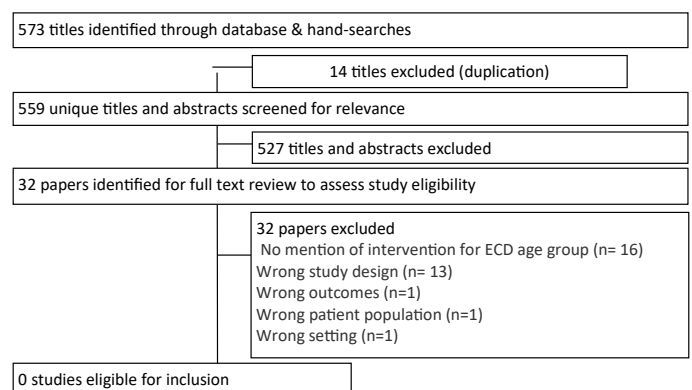 573 titles identified through database & hand-searches
14 titles excluded (duplication)
559 unique titles and abstracts screened for relevance
527 titles and abstracts excluded
32 papers identified for full text review to assess study eligibility
32 papers excluded
No mention of intervention for ECD age group (n= 16)
Wrong study design (n= 13)
Wrong outcomes (n=1)
Wrong patient population (n=1)
Wrong setting (n=1)
0 studies eligible for inclusion